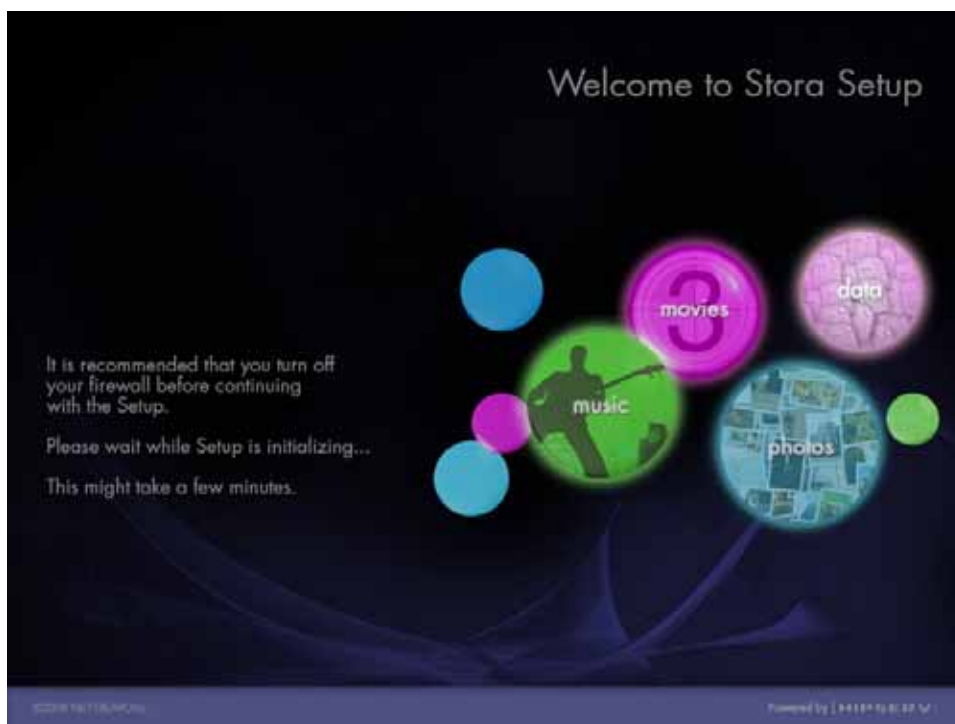 Welcome to Stora Setup
data
movies
3
music
photos
It is recommended that you turn off
your firewall before continuing
with the Setup.
Please wait while Setup is initializing...
This might take a few minutes.
Powered by